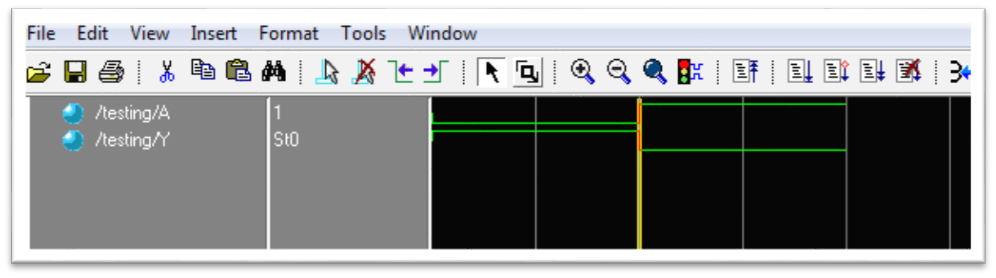 File Edit View Insert Format Tools Window
/testing/A 1
/testing/Y St0